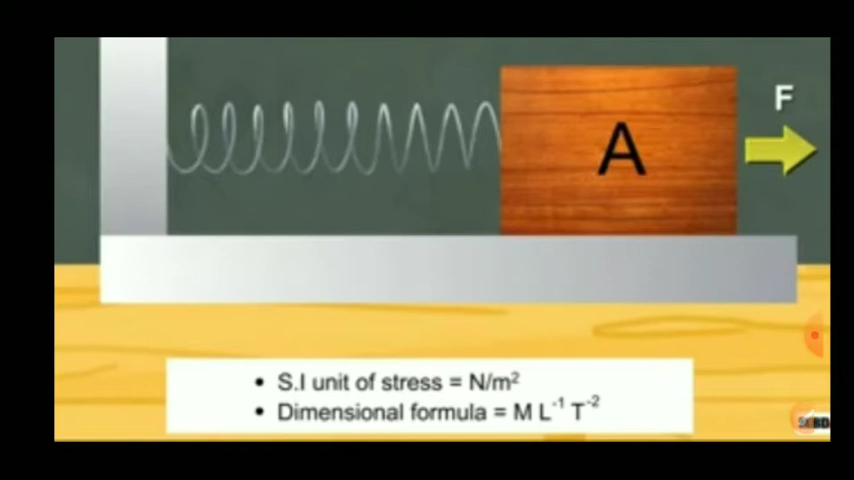 F
A
• S.I unit of stress = N/m²
• Dimensional formula = M L⁻¹ T⁻²